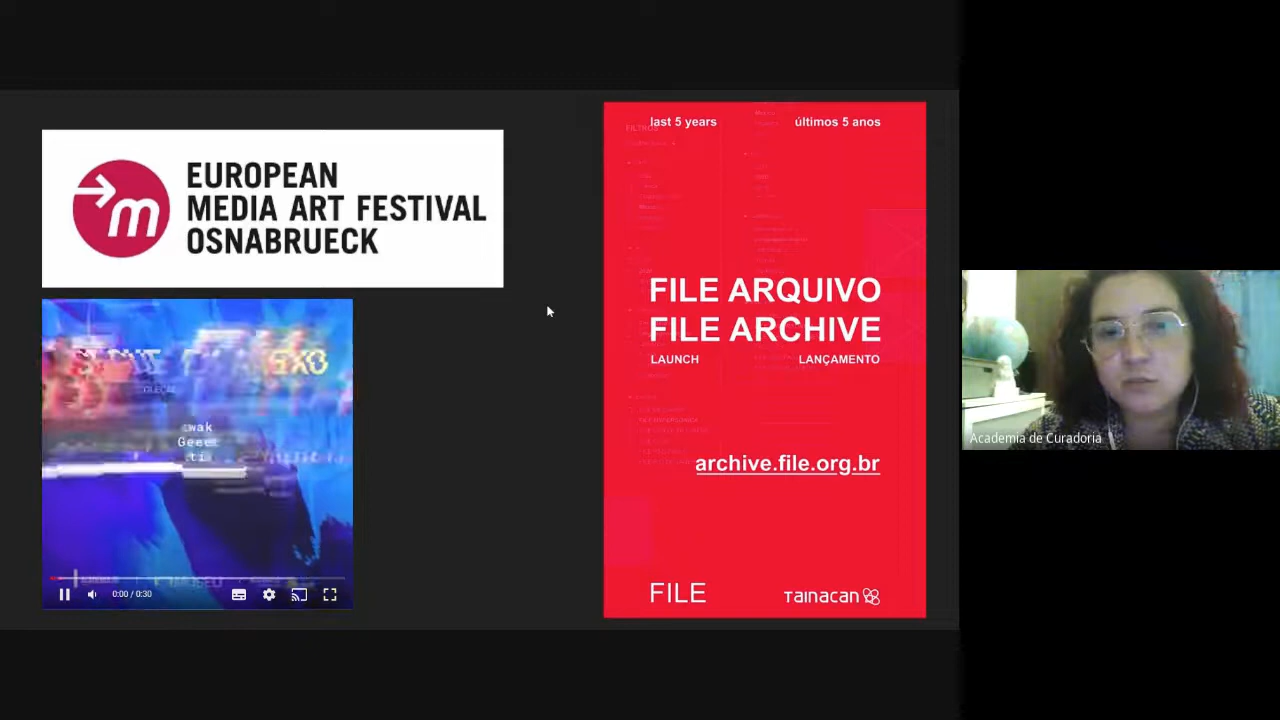 EUROPEAN
MEDIA ART FESTIVAL
OSNABRUECK
m
0:00 / 0:30
last 5 years
últimos 5 anos
FILE ARQUIVO
FILE ARCHIVE
LAUNCH
LANÇAMENTO
archive.file.org.br
FILE
Tainacan
Academia de Curadoria